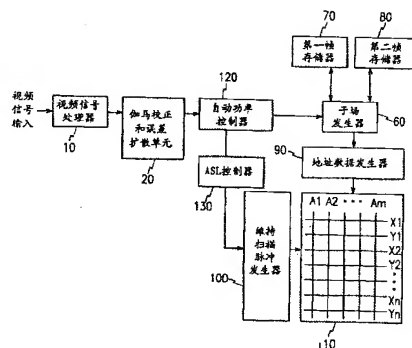 70
80
第一帧
存储器
第二帧
存储器
120
视频
信号
输入
视频信号
处理器
10
伽马校正
和误差
扩散单元
20
自动功率
控制器
子场
发生器
60
90
地址数据发生器
ASL控制器
130
维持
扫描
脉冲
发生器
100
A1 A2 ··· Am
X1
Y1
X2
Y2
Xn
Yn
110